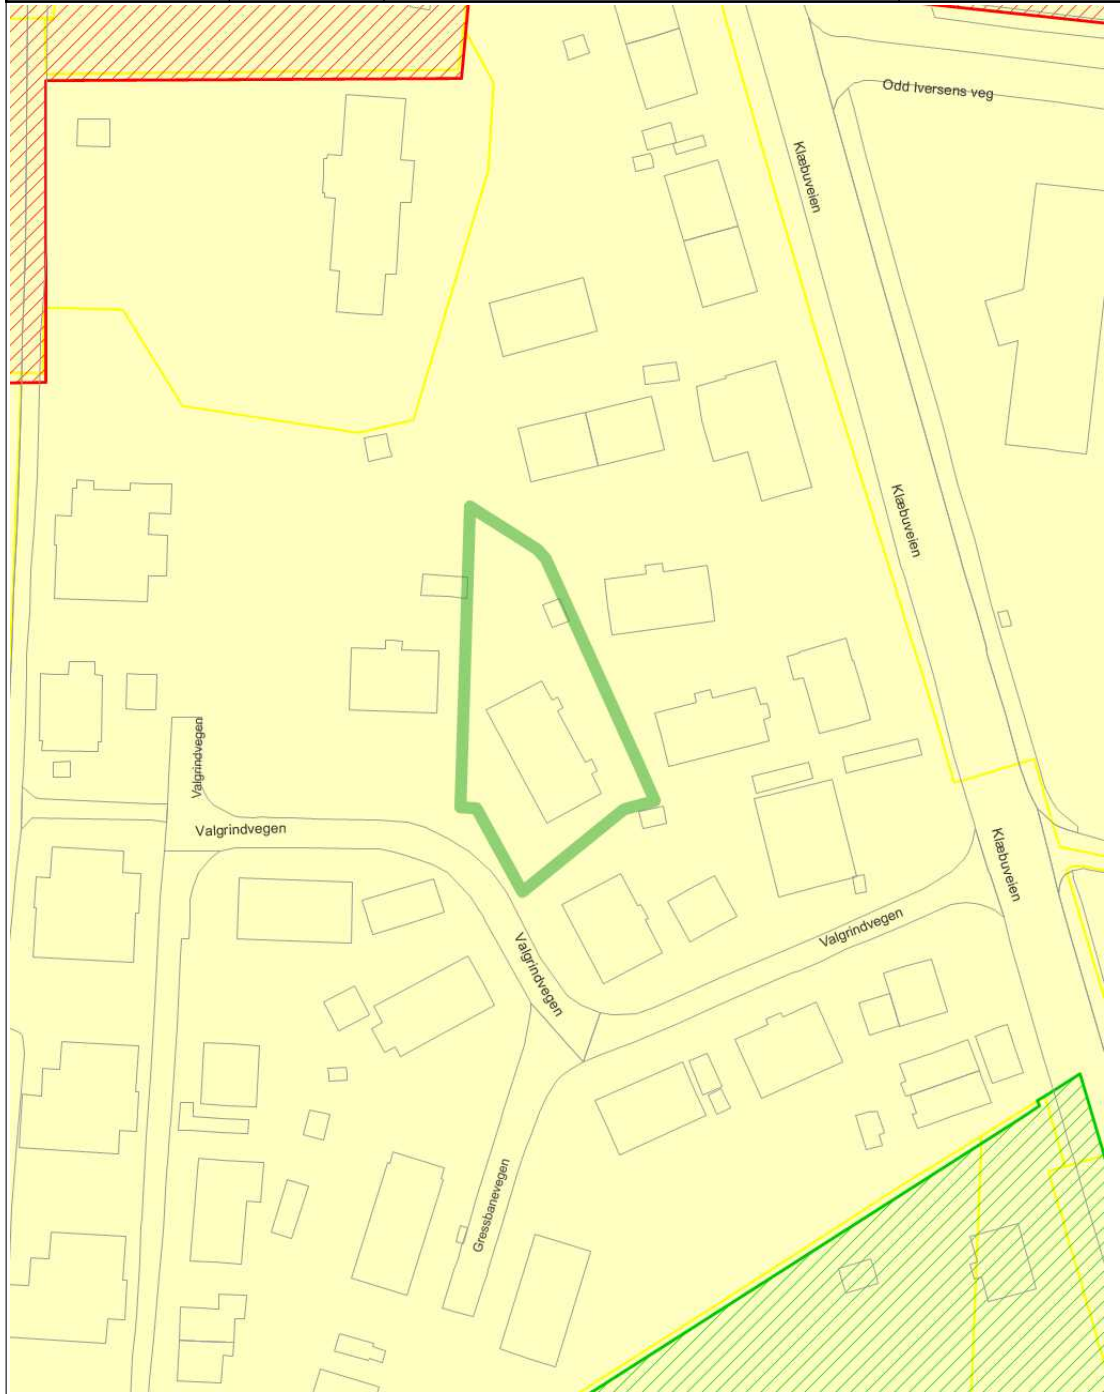 Odd Iversens veg
Klæbuveien
Klæbuveien
Valgrindvegen
Valgrindvegen
Klæbuveien
Valgrindvegen
Valgrindvegen
Gressbanevegen